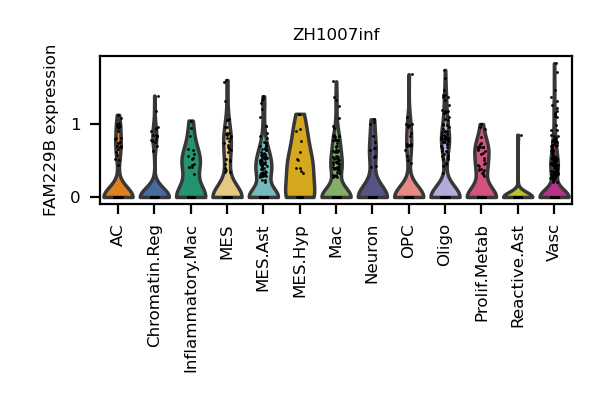 ZH1007inf
FAM229B expression
1
0
AC
Chromatin.Reg
Inflammatory.Mac
MES
MES.Ast
MES.Hyp
Mac
Neuron
OPC
Oligo
Prolif.Metab
Reactive.Ast
Vasc